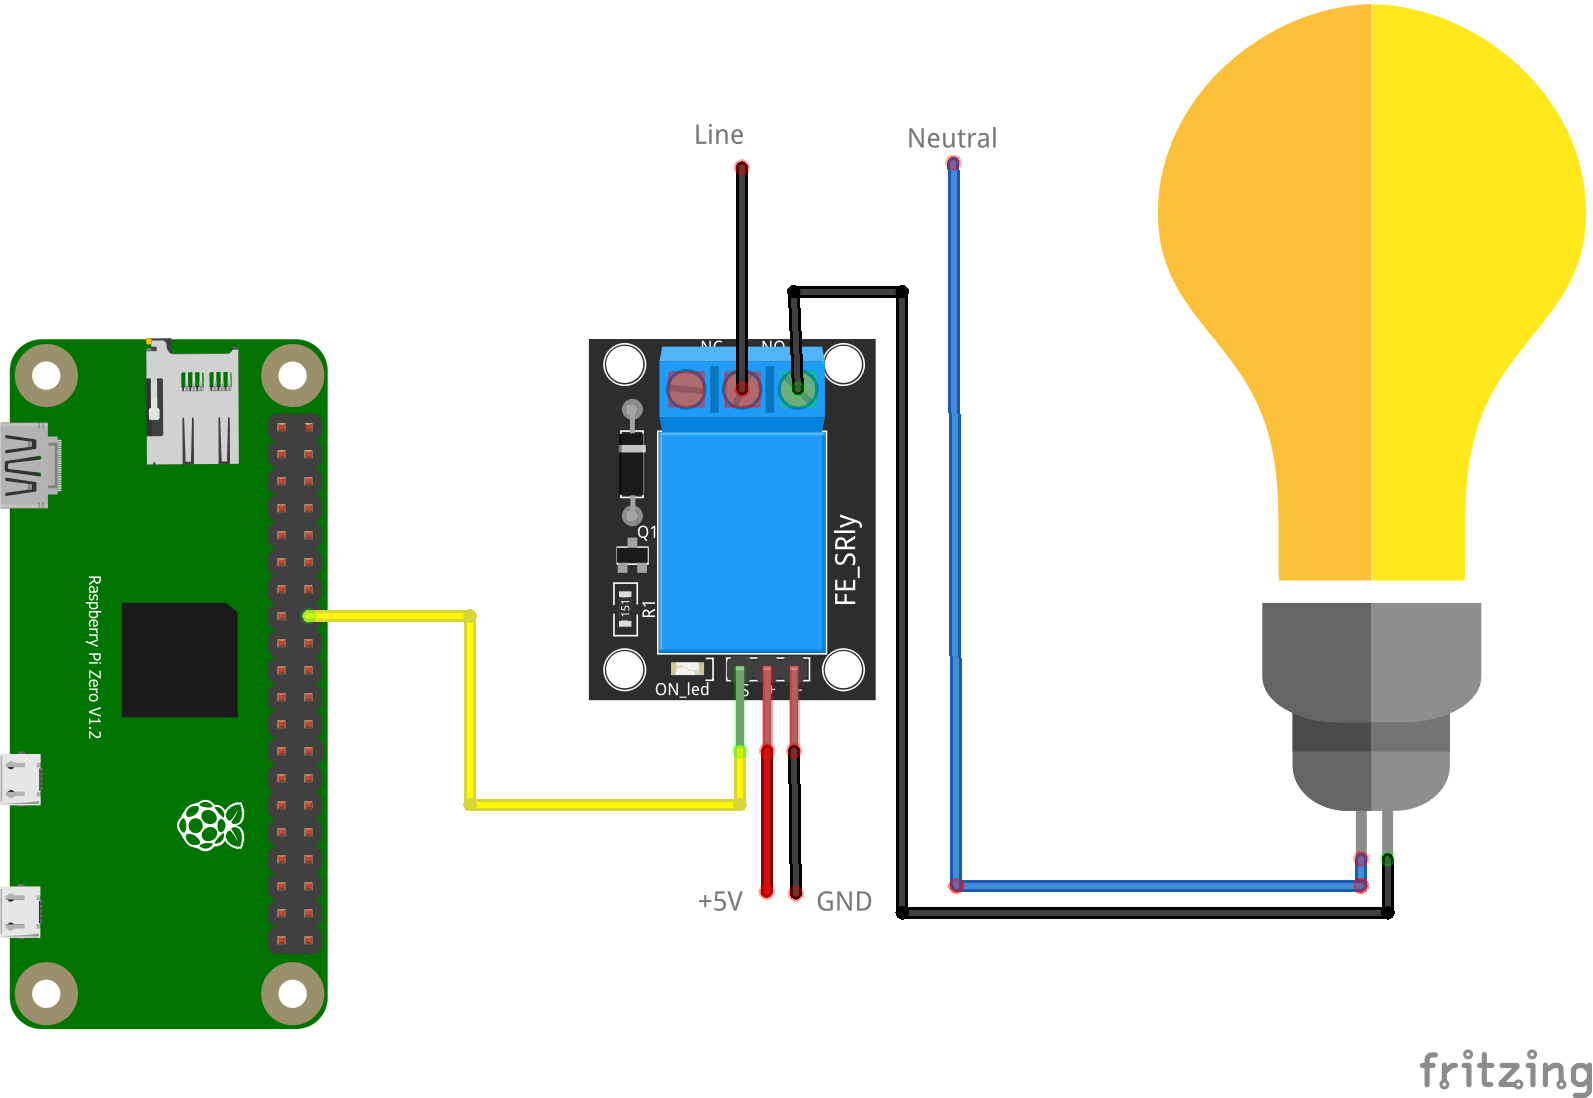 Line
Neutral
NC
NO
Q1
151
R1
FE_SRly
Raspberry Pi Zero V1.2
ON_led
S
+
-
+5V
GND
fritzing